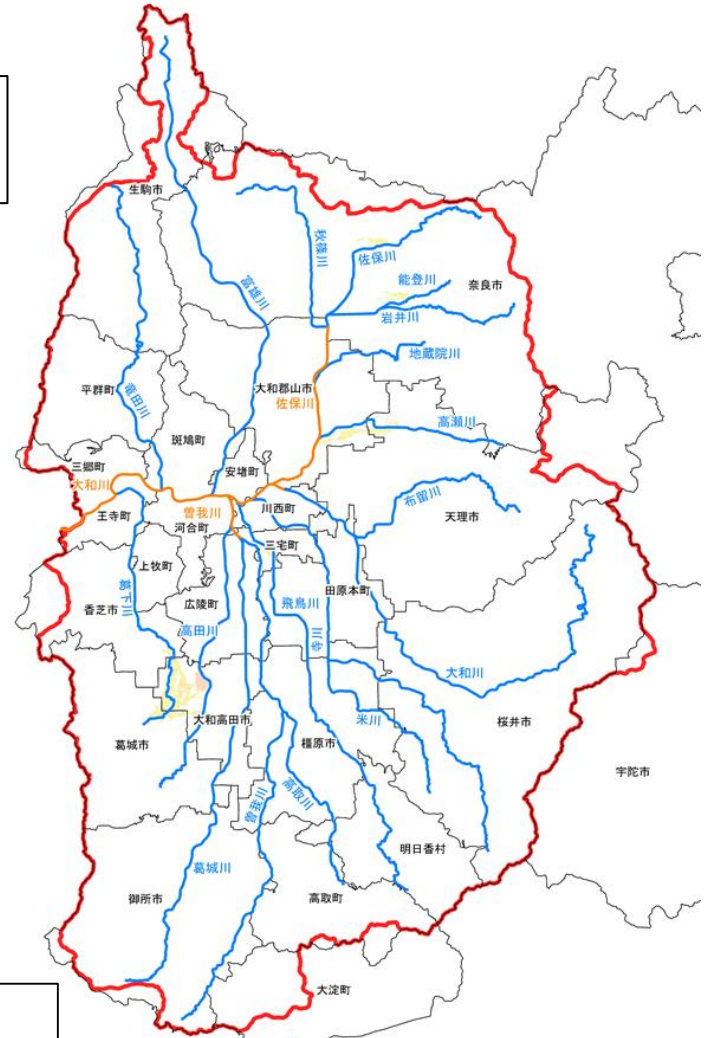 生駒市
秋篠川
佐保川
能登川
奈良市
富雄川
岩井川
地蔵院川
平群町
竜田川
大和郡山市
佐保川
高瀬川
斑鳩町
三郷町
安堵町
大和川
布留川
王寺町
曽我川
川西町
天理市
河合町
三宅町
上牧町
葛下川
香芝市
広陵町
飛鳥川
田原本町
高田川
寺川
大和川
大和高田市
米川
桜井市
葛城市
橿原市
宇陀市
曽我川
高取川
明日香村
葛城川
御所市
高取町
大淀町